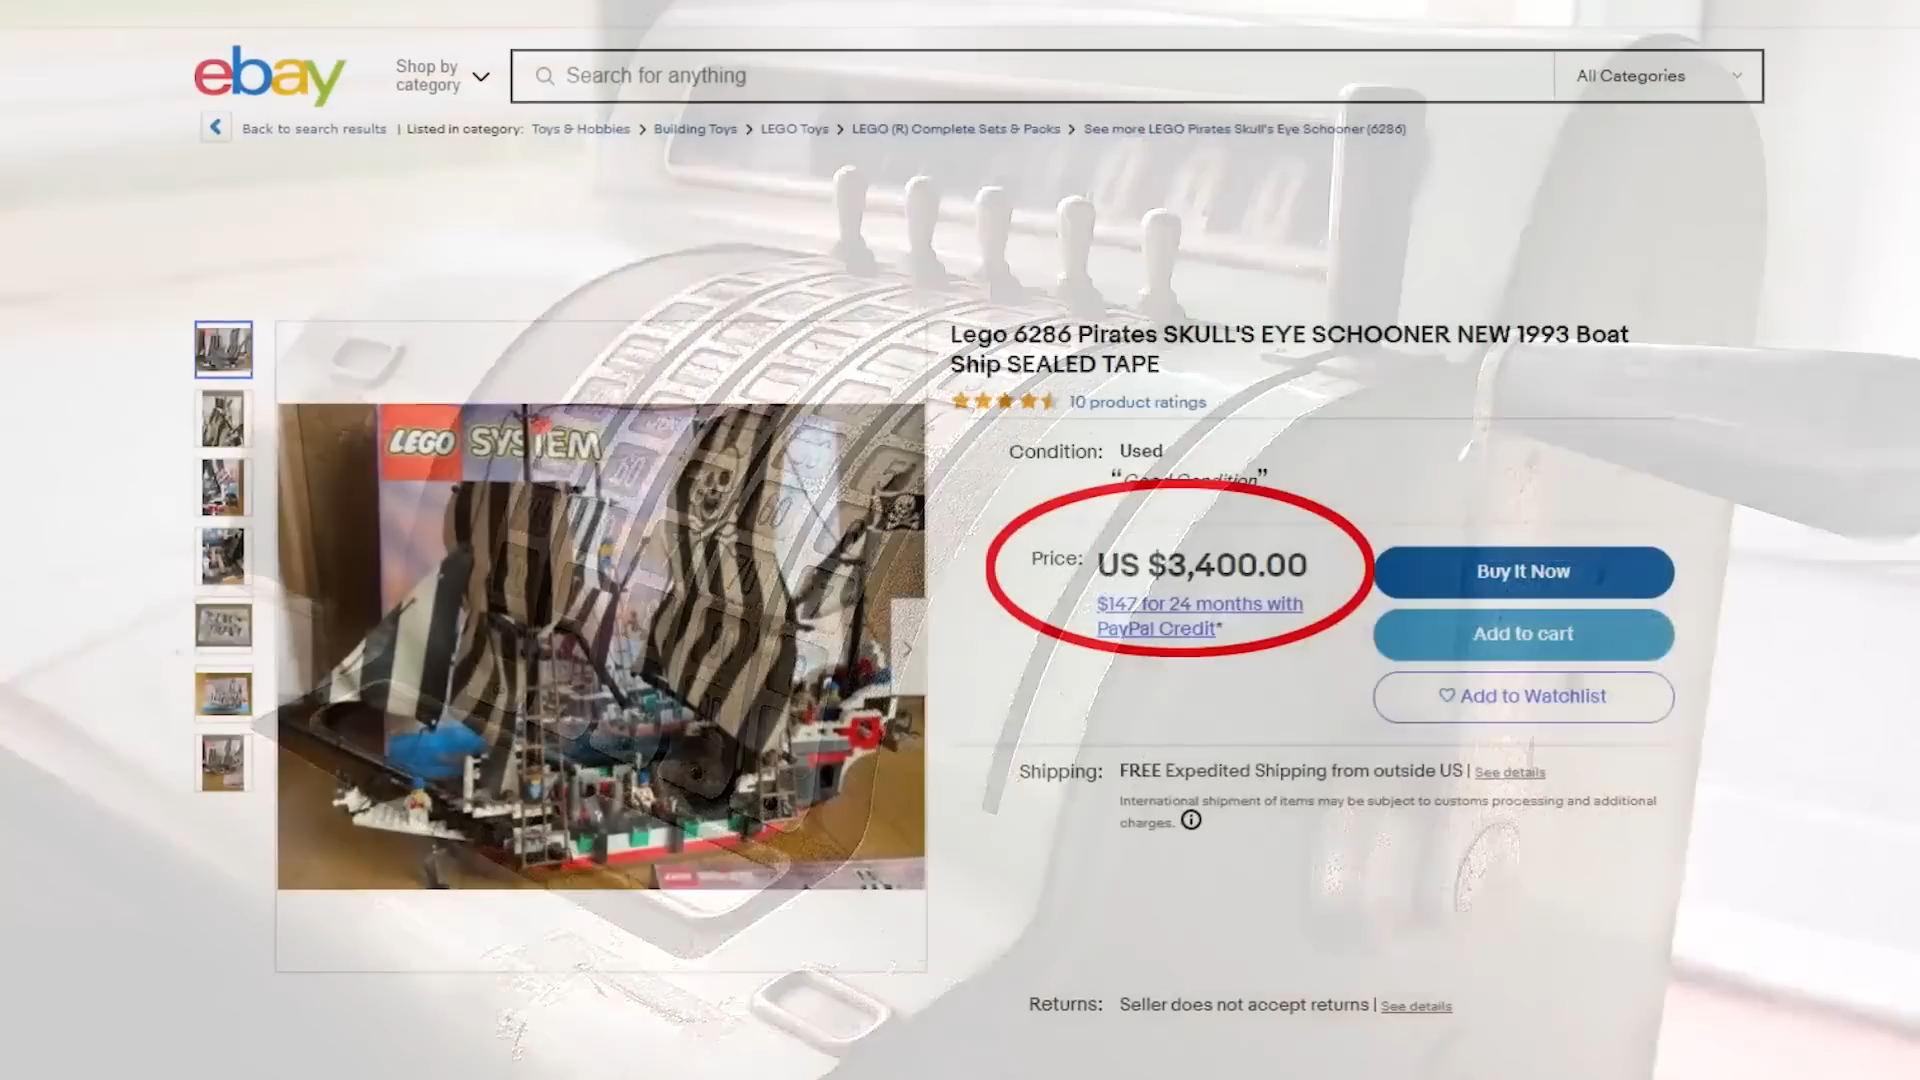 ebay
Shop by
category
Search for anything
All Categories
Back to search results | Listed in category: Toys & Hobbies > Building Toys > LEGO Toys > LEGO (R) Complete Sets & Packs > See more LEGO Pirates Skull's Eye Schooner (6286)
Lego 6286 Pirates SKULL'S EYE SCHOONER NEW 1993 Boat
Ship SEALED TAPE
10 product ratings
LEGO SYSTEM
Condition: Used
“Good Condition”
Price: US $3,400.00
$147 for 24 months with
PayPal Credit*
Buy It Now
Add to cart
Add to Watchlist
Shipping: FREE Expedited Shipping from outside US | See details
International shipment of items may be subject to customs processing and additional
charges.
Returns: Seller does not accept returns | See details